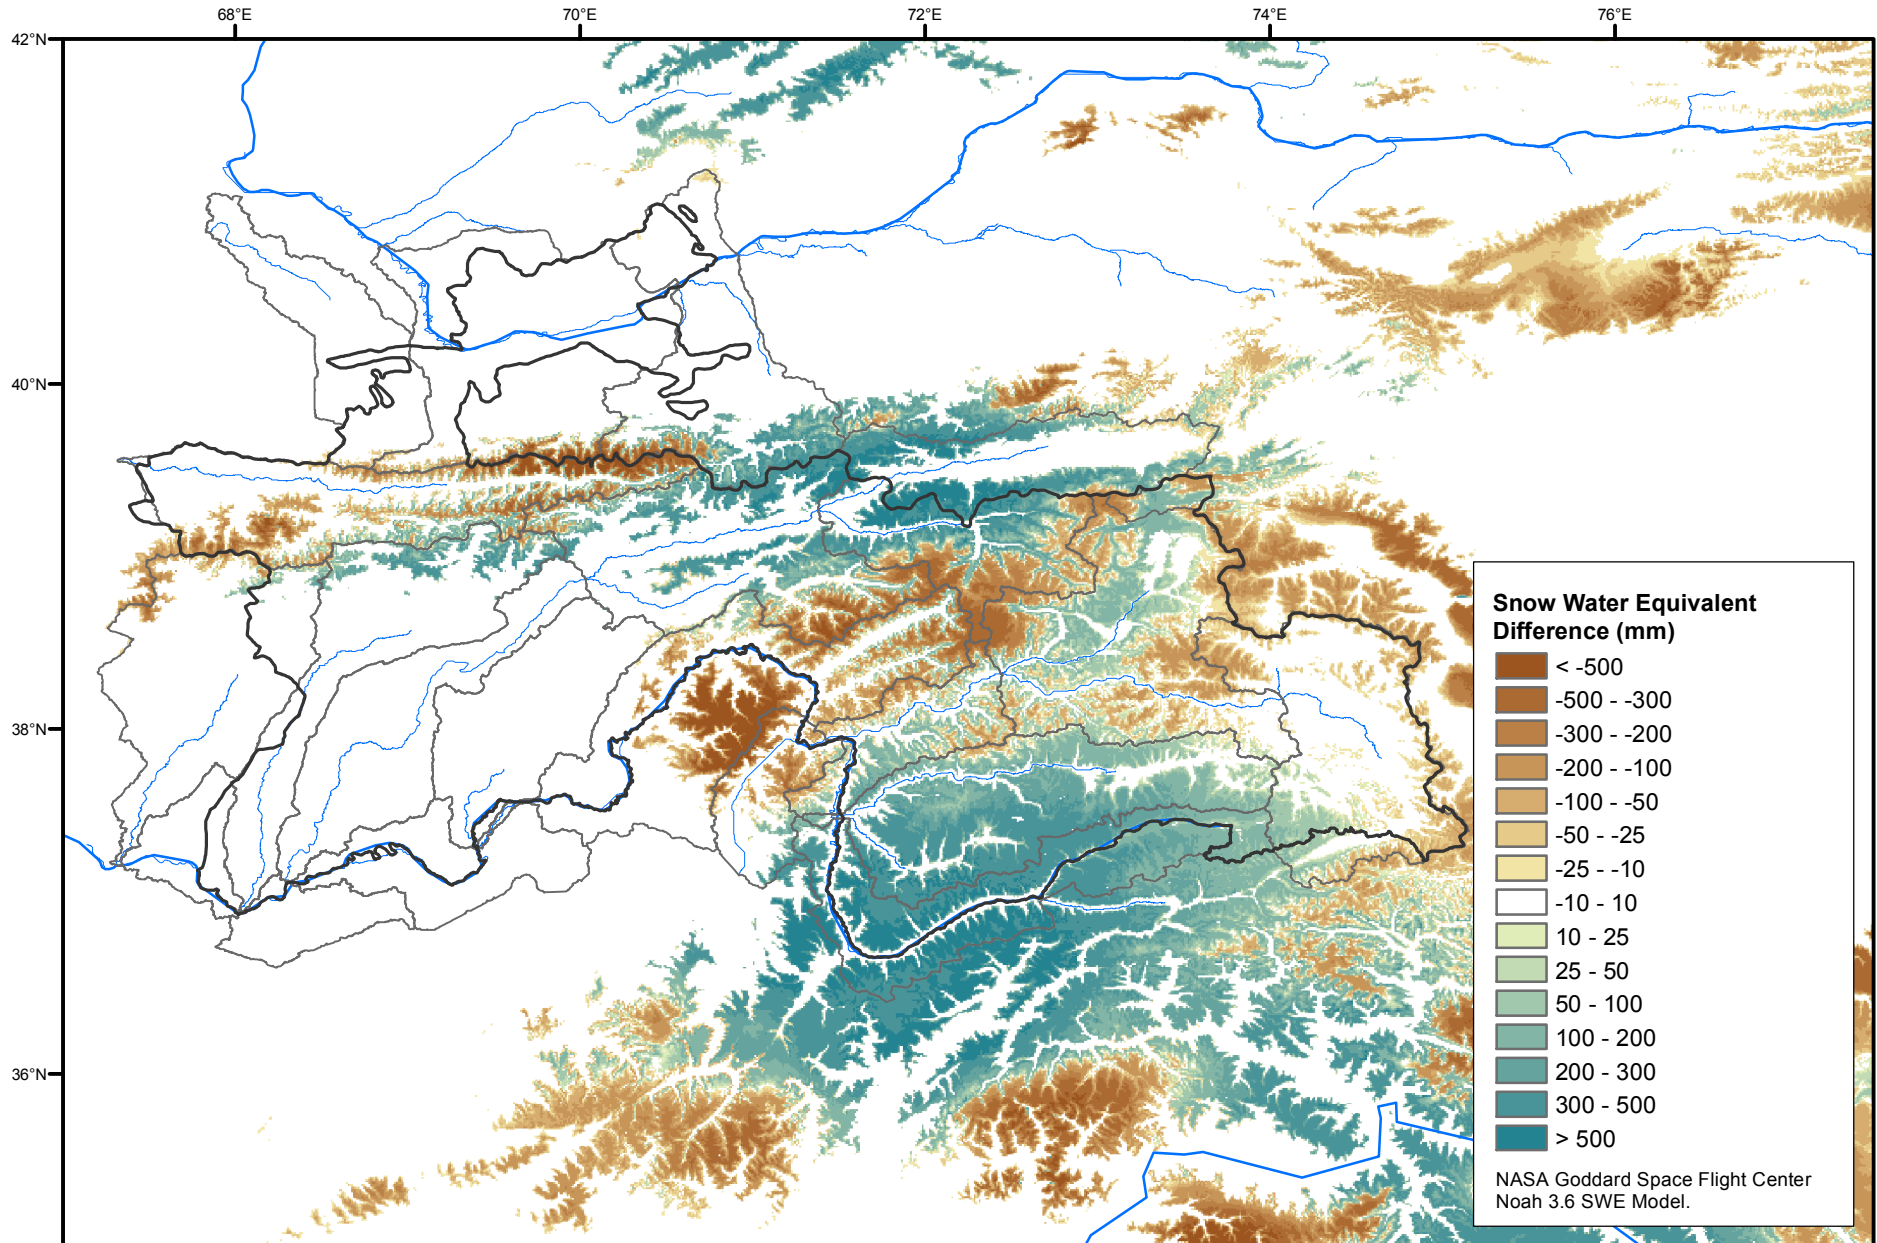 68°E
70°E
72°E
74°E
76°E
42°N
40°N
38°N
36°N
Snow Water Equivalent
Difference (mm)
< -500
-500 - -300
-300 - -200
-200 - -100
-100 - -50
-50 - -25
-25 - -10
-10 - 10
10 - 25
25 - 50
50 - 100
100 - 200
200 - 300
300 - 500
> 500
NASA Goddard Space Flight Center
Noah 3.6 SWE Model.